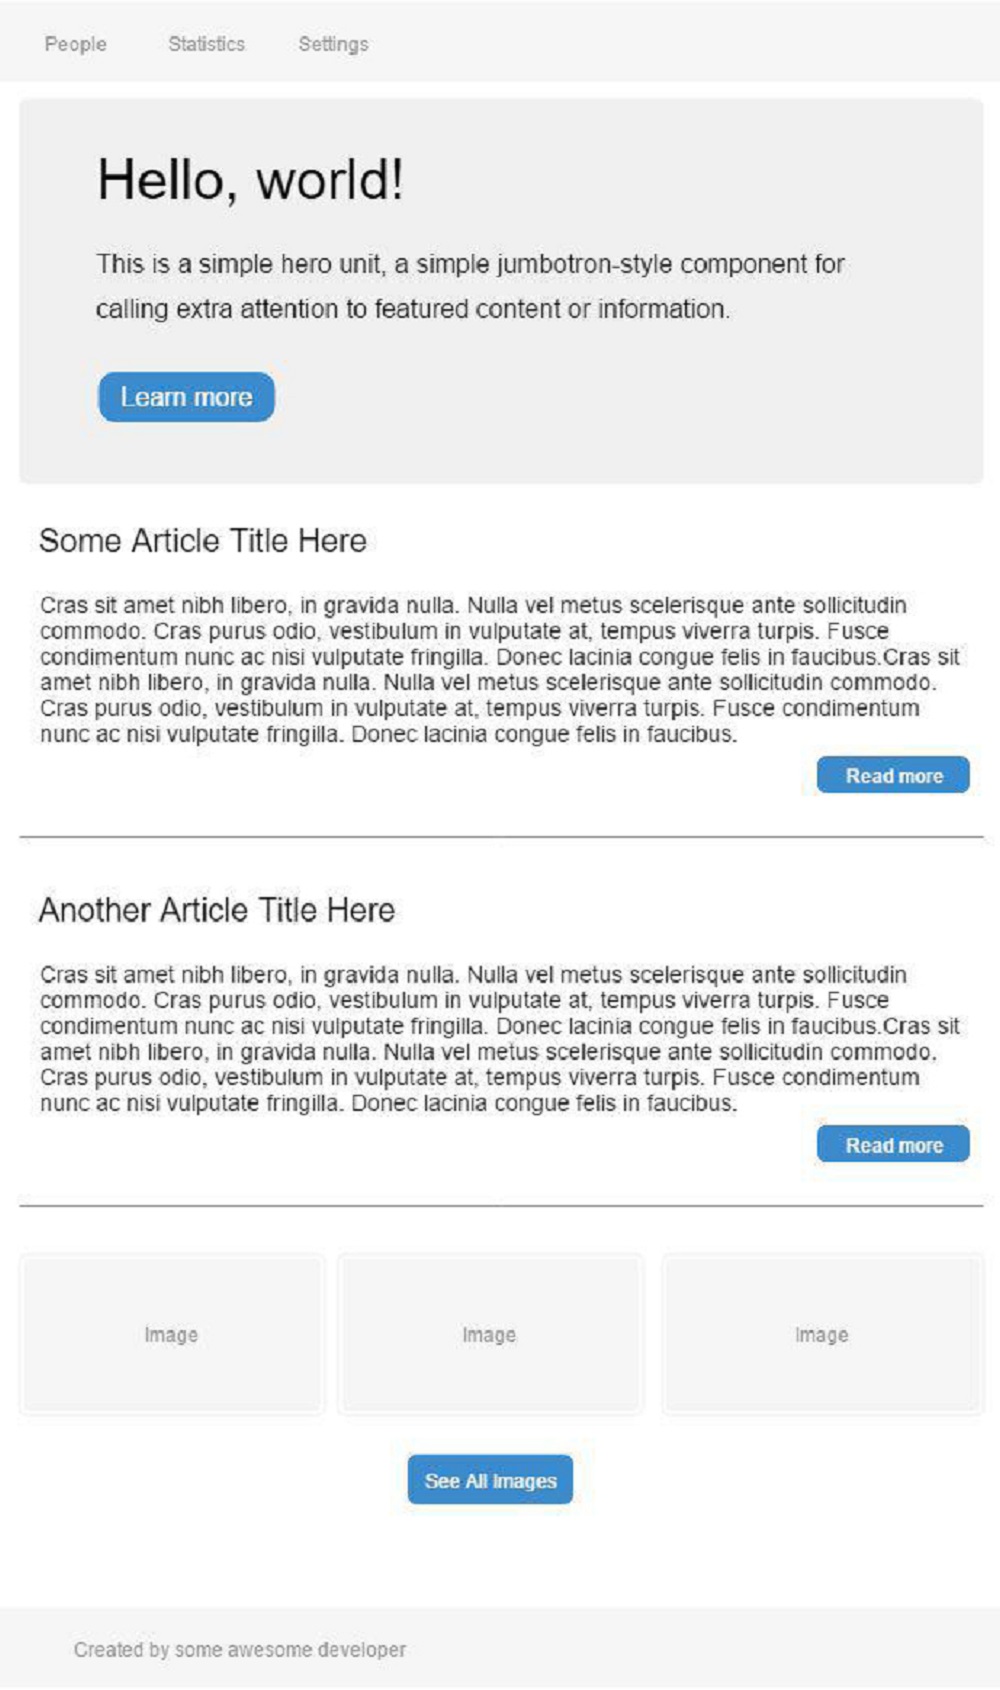 People Statistics Settings
Hello, world!
This is a simple hero unit, a simple jumbotron-style component for
calling extra attention to featured content or information.
Learn more
Some Article Title Here
Cras sit amet nibh libero, in gravida nulla. Nulla vel metus scelerisque ante sollicitudin
commodo. Cras purus odio, vestibulum in vulputate at, tempus viverra turpis. Fusce
condimentum nunc ac nisi vulputate fringilla. Donec lacinia congue felis in faucibus.Cras sit
amet nibh libero, in gravida nulla. Nulla vel metus scelerisque ante sollicitudin commodo.
Cras purus odio, vestibulum in vulputate at, tempus viverra turpis. Fusce condimentum
nunc ac nisi vulputate fringilla. Donec lacinia congue felis in faucibus.
Read more
Another Article Title Here
Cras sit amet nibh libero, in gravida nulla. Nulla vel metus scelerisque ante sollicitudin
commodo. Cras purus odio, vestibulum in vulputate at, tempus viverra turpis. Fusce
condimentum nunc ac nisi vulputate fringilla. Donec lacinia congue felis in faucibus.Cras sit
amet nibh libero, in gravida nulla. Nulla vel metus scelerisque ante sollicitudin commodo.
Cras purus odio, vestibulum in vulputate at, tempus viverra turpis. Fusce condimentum
nunc ac nisi vulputate fringilla. Donec lacinia congue felis in faucibus.
Read more
Image Image Image
See All Images
Created by some awesome developer